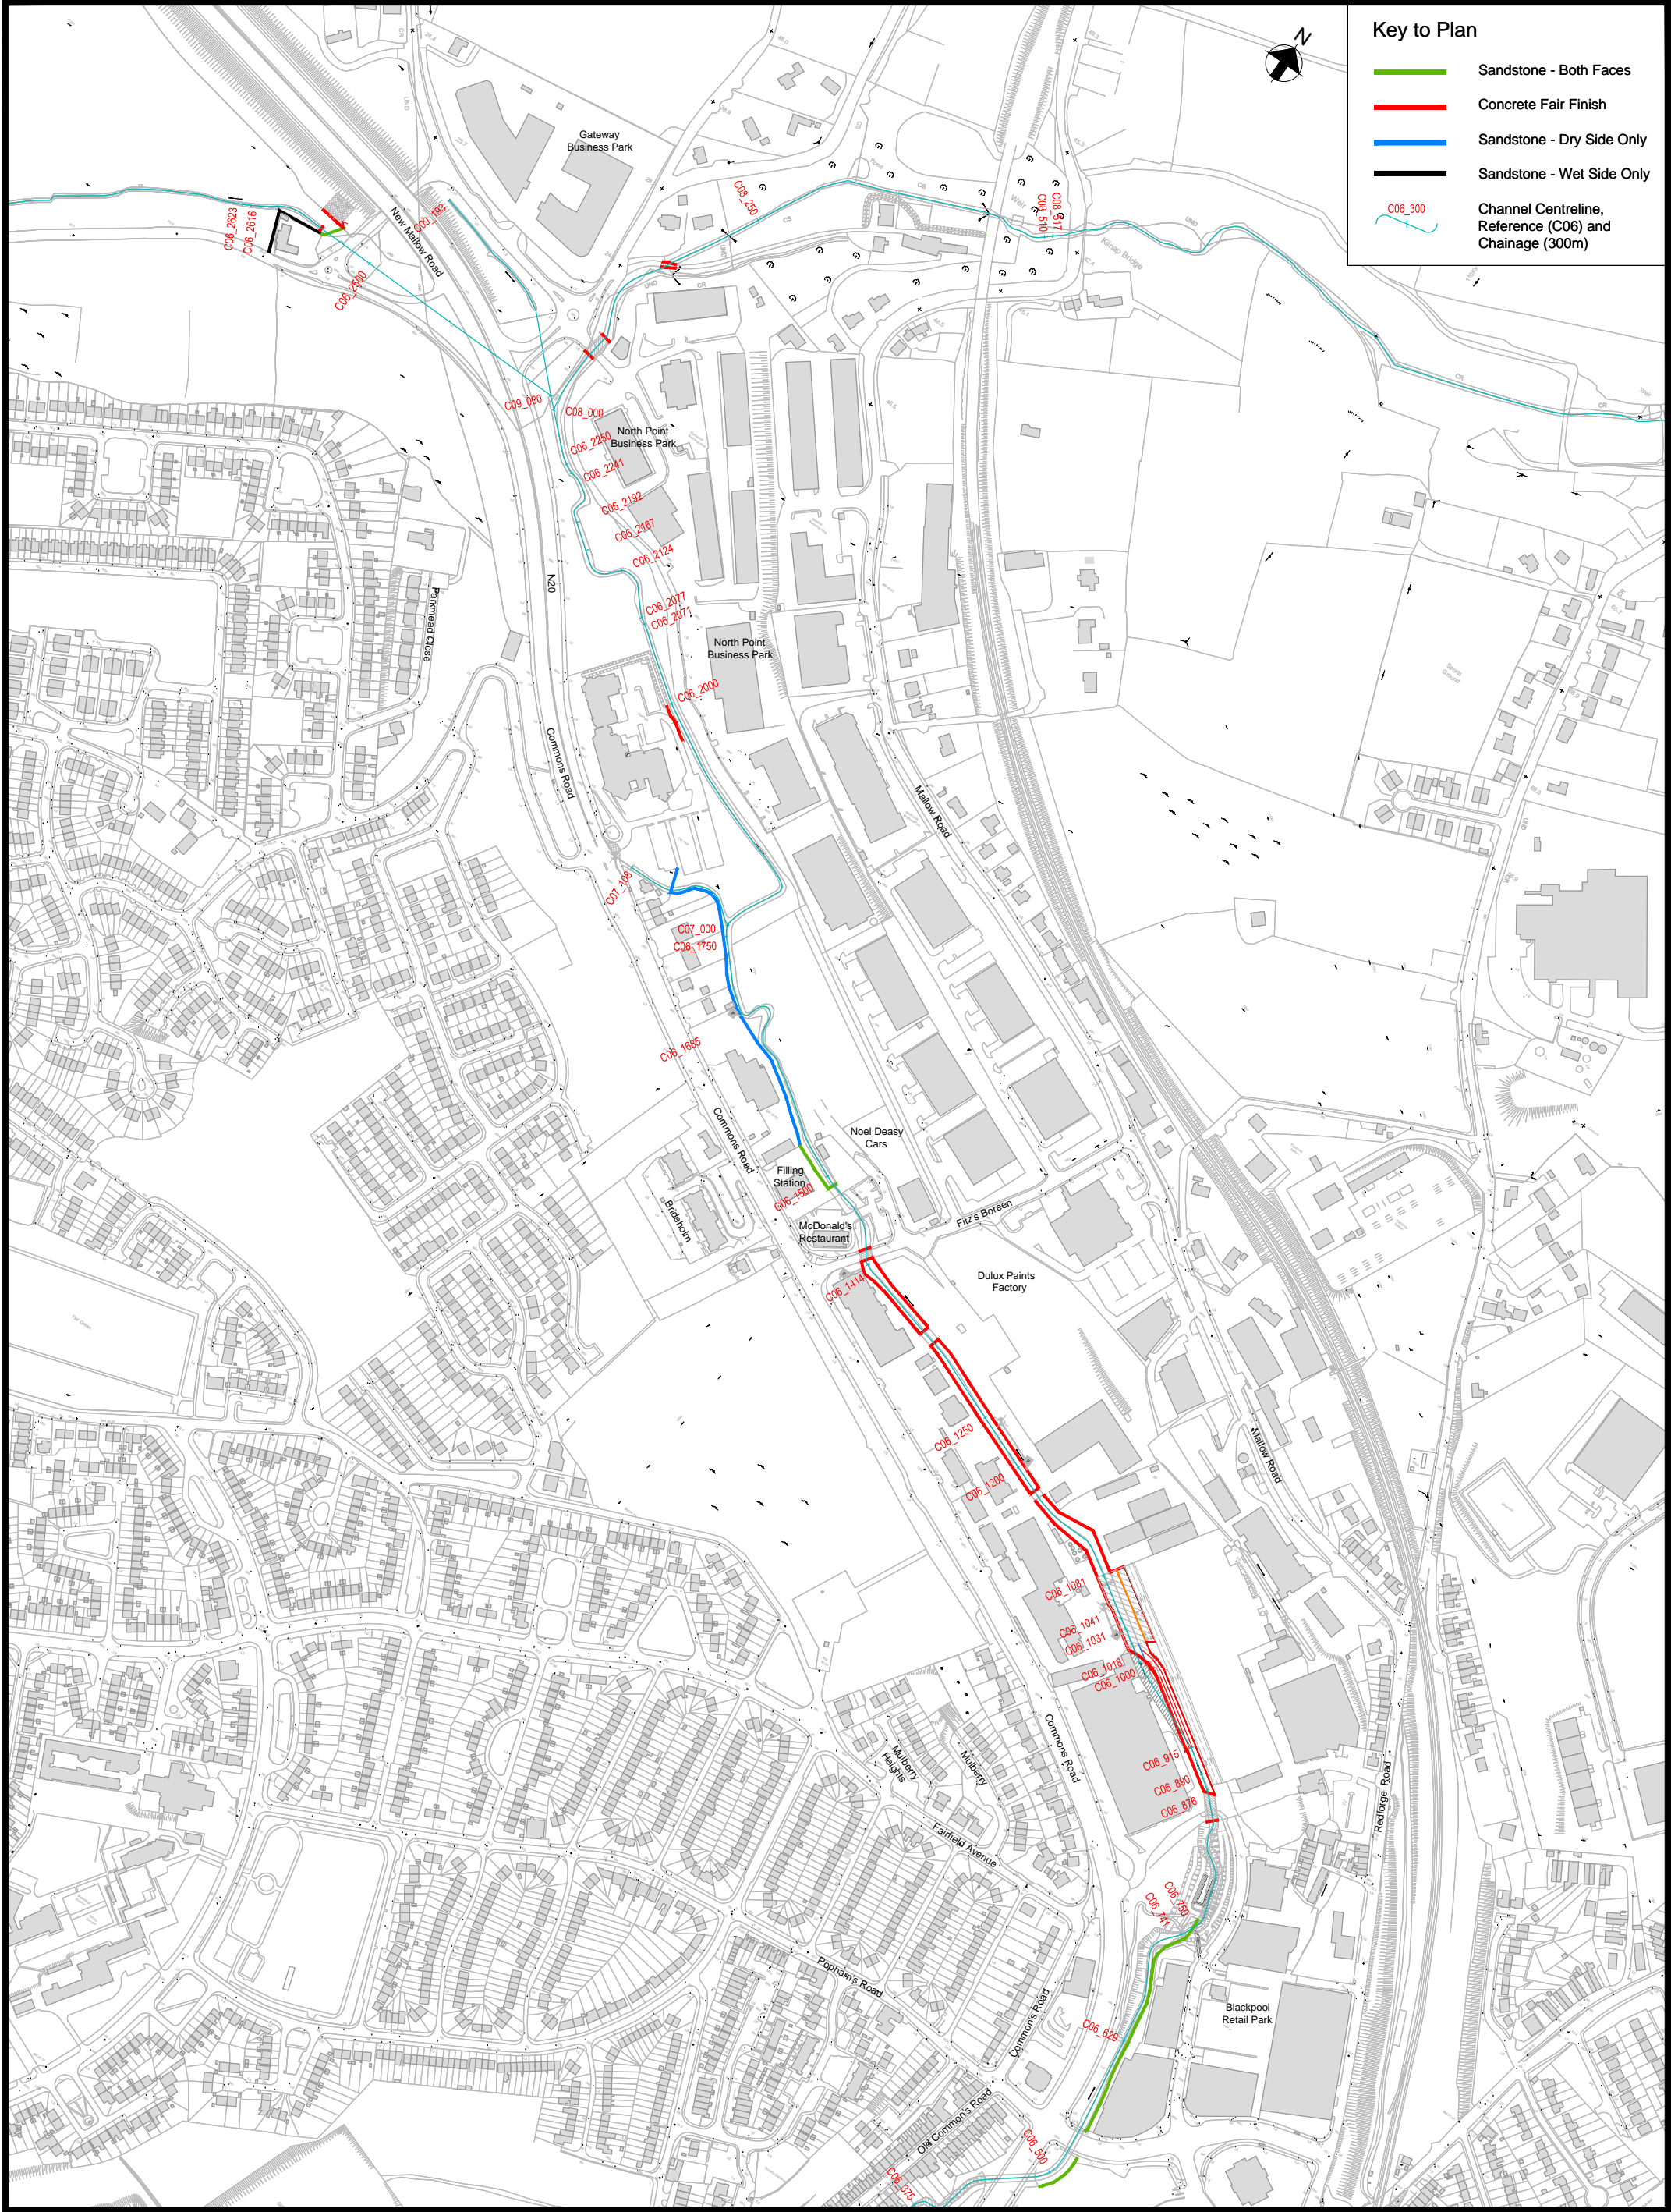 Key to Plan
Sandstone - Both Faces
Concrete Fair Finish
Sandstone - Dry Side Only
Sandstone - Wet Side Only
C06_300
Channel Centreline,
Reference (C06) and
Chainage (300m)
N
Gateway
Business Park
C08_250
C08_510
C08_517
Weir
Kilnap Bridge
C09_193
New Mallow Road
C06_2623
C06_2616
C06_2500
C08_000
North Point
Business Park
C06_2250
C06_2241
C06_2192
C06_2167
C06_2124
N20
Parkmead Close
C06_2077
C06_2071
North Point
Business Park
C06_2000
Commons Road
Mallow Road
C07_108
C07_000
C06_1750
C06_1685
Commons Road
Noel Deasy
Cars
Filling
Station
C06_1500
Brideholm
McDonald's
Restaurant
Fitz's Boreen
C06_1414
Dulux Paints
Factory
C06_1250
C06_1200
Mallow Road
C06_1081
C06_1041
C06_1031
C06_1018
C06_1000
Commons Road
Mulberry
Heights
Mulberry
C06_915
C06_890
C06_876
Redforge Road
Fairfield Avenue
C06_750
C06_741
Popham's Road
Common's Road
C06_629
Blackpool
Retail Park
Old Common's Road
C06_500
C06_375